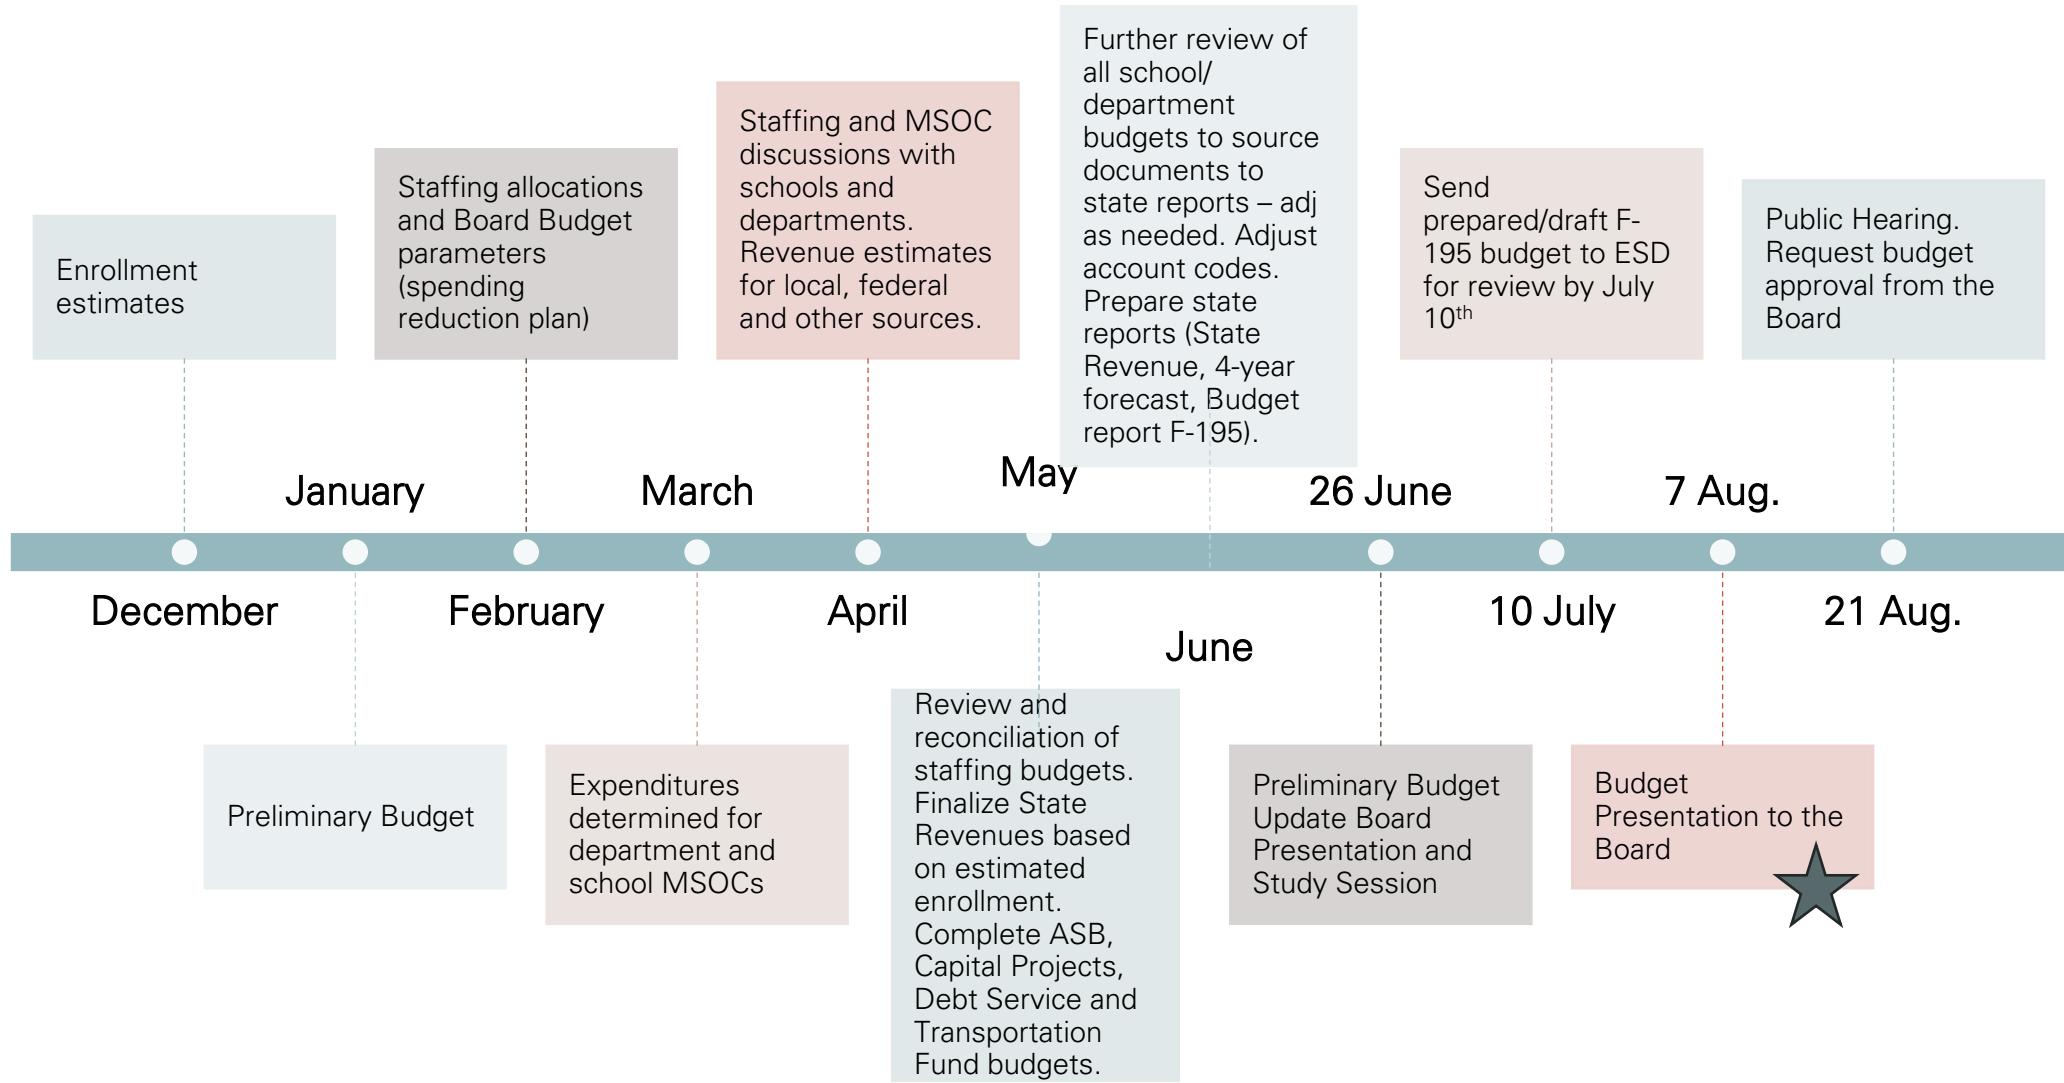 Enrollment
estimates
December
January
Preliminary Budget
Staffing allocations
and Board Budget
parameters
(spending
reduction plan)
February
March
Expenditures
determined for
department and
school MSOCs
Staffing and MSOC
discussions with
schools and
departments.
Revenue estimates
for local, federal
and other sources.
April
May
Review and
reconciliation of
staffing budgets.
Finalize State
Revenues based
on estimated
enrollment.
Complete ASB,
Capital Projects,
Debt Service and
Transportation
Fund budgets.
Further review of
all school/
department
budgets to source
documents to
state reports – adj
as needed. Adjust
account codes.
Prepare state
reports (State
Revenue, 4-year
forecast, Budget
report F-195).
June
26 June
Preliminary Budget
Update Board
Presentation and
Study Session
Send
prepared/draft F-
195 budget to ESD
for review by July
10th
10 July
7 Aug.
Budget
Presentation to the
Board
Public Hearing.
Request budget
approval from the
Board
21 Aug.